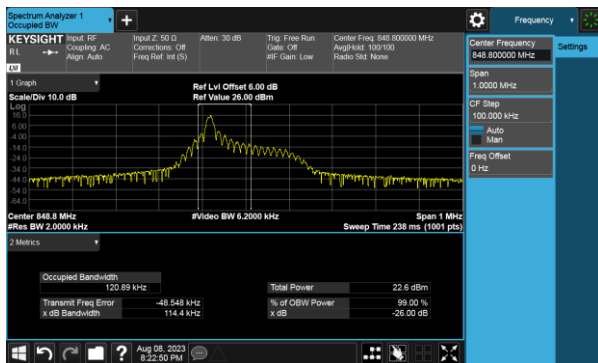 Spectrum Analyzer 1
Occupied BW
Frequency
KEYSIGHT
Input: RF
Coupling: AC
Align: Auto
Input Z: 50 Ω
Corrections: Off
Freq Ref: Int (S)
Atten: 30 dB
Trig: Free Run
Gate: Off
#IF Gain: Low
Center Freq: 848.800000 MHz
Avg|Hold: 100/100
Radio Std: None
RL
LXI
Center Frequency
848.800000 MHz
Settings
Span
1.0000 MHz
CF Step
100.000 kHz
Auto
Man
Freq Offset
0 Hz
1 Graph
Scale/Div 10.0 dB
Ref Lvl Offset 6.00 dB
Ref Value 26.00 dBm
Log
16.0
6.00
-4.00
-14.0
-24.0
-34.0
-44.0
-54.0
-64.0
Center 848.8 MHz
#Video BW 6.2000 kHz
Span 1 MHz
#Res BW 2.0000 kHz
Sweep Time 238 ms (1001 pts)
2 Metrics
Occupied Bandwidth
120.89 kHz
Total Power 22.6 dBm
Transmit Freq Error -48.548 kHz
% of OBW Power 99.00 %
x dB Bandwidth 114.4 kHz
x dB -26.00 dB
Aug 08, 2023
8:22:50 PM